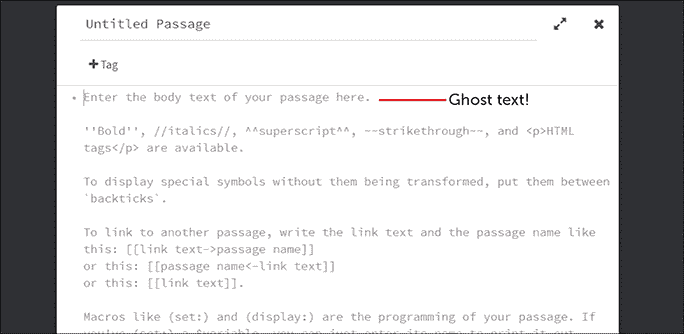 Untitled Passage
+Tag
Enter the body text of your passage here.
Ghost text!
''Bold'', //italics//, ^^superscript^^, ~~strikethrough~~, and <p>HTML
tags</p> are available.
To display special symbols without them being transformed, put them between
`backticks`.
To link to another passage, write the link text and the passage name like
this: [[link text->passage name]]
or this: [[passage name<-link text]]
or this: [[link text]].
Macros like (set:) and (display:) are the programming of your passage. If